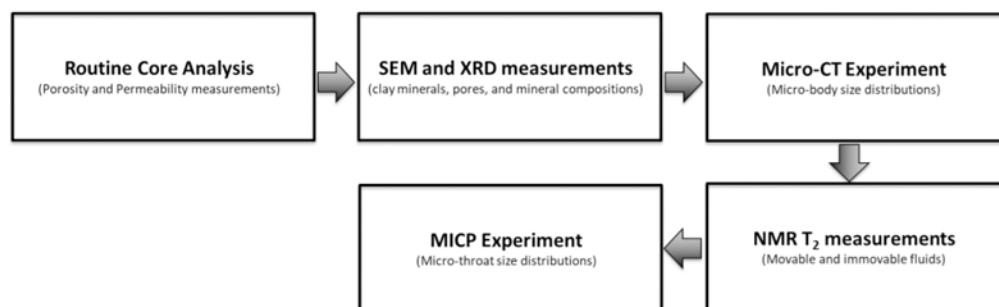 Routine Core Analysis
(Porosity and Permeability measurements)
SEM and XRD measurements
(clay minerals, pores, and mineral compositions)
Micro-CT Experiment
(Micro-body size distributions)
NMR T₂ measurements
(Movable and immovable fluids)
MICP Experiment
(Micro-throat size distributions)